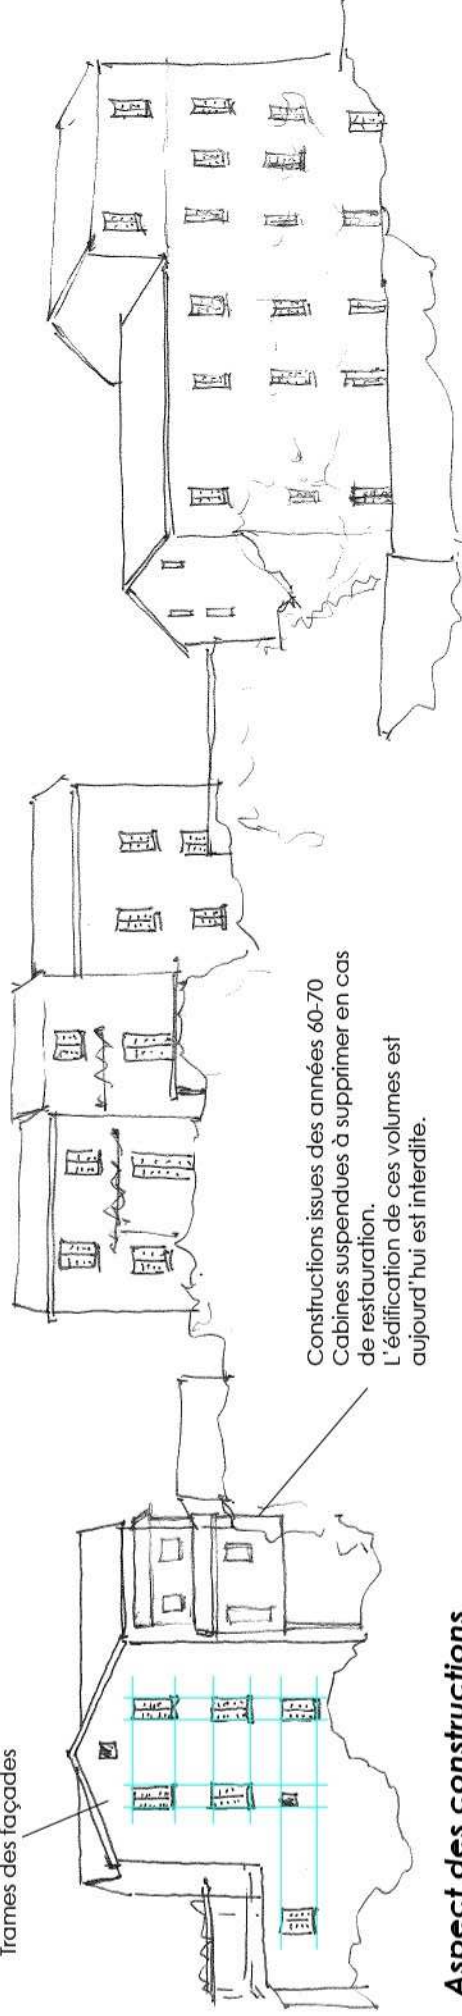 Trames des façades
Constructions issues des années 60-70
Cabines suspendues à supprimer en cas
de restauration.
L'édification de ces volumes est
aujourd'hui est interdite.
Aspect des constructions